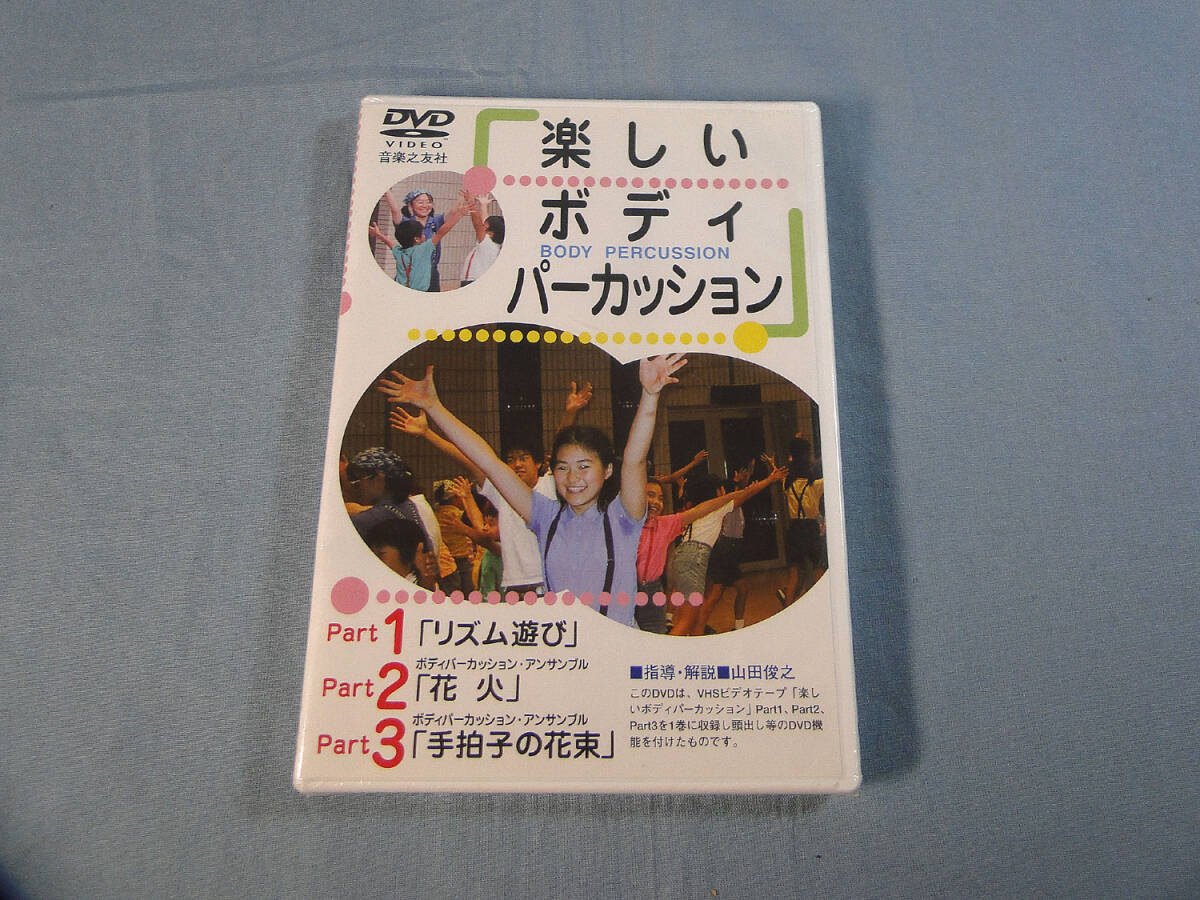 DVD
VIDEO™
音楽之友社
楽しい
ボディ
BODY PERCUSSION
パーカッション
Part1「リズム遊び」
ボディパーカッション・アンサンブル
Part2「花 火」
ボディパーカッション・アンサンブル
Part3「手拍子の花束」
■指導・解説■山田俊之
このDVDは、VHSビデオテープ「楽し
いボディパーカッション」Part1、Part2、
Part3を1巻に収録し頭出し等のDVD機
能を付けたものです。